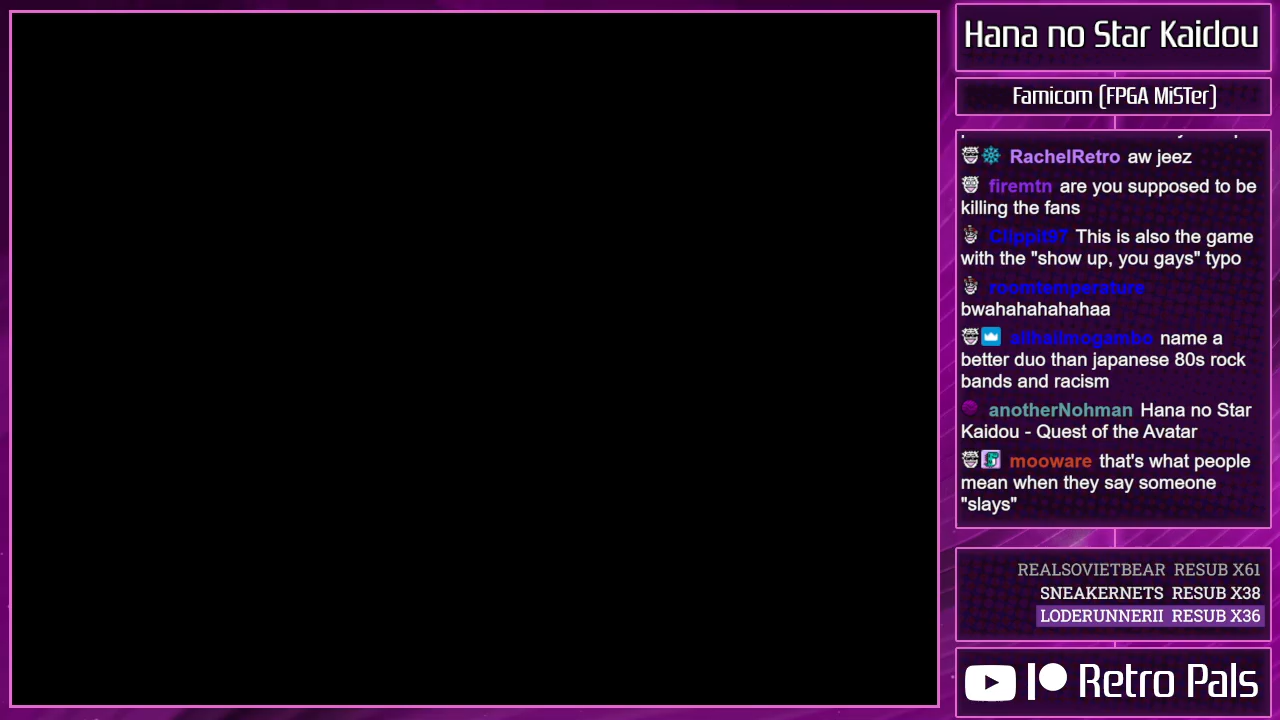 Hana no Star Kaidou
Famicom (FPGA MiSTer)
RachelRetro aw jeez
firemtn are you supposed to be
killing the fans
Clippit97 This is also the game
with the "show up, you gays" typo
roomtemperature
bwahahahahahaa
allhailmogambo name a
better duo than japanese 80s rock
bands and racism
anotherNohman Hana no Star
Kaidou - Quest of the Avatar
mooware that's what people
mean when they say someone
"slays"
REALSOVIETBEAR RESUB X61
SNEAKERNETS RESUB X38
LODERUNNERII RESUB X36
Retro Pals